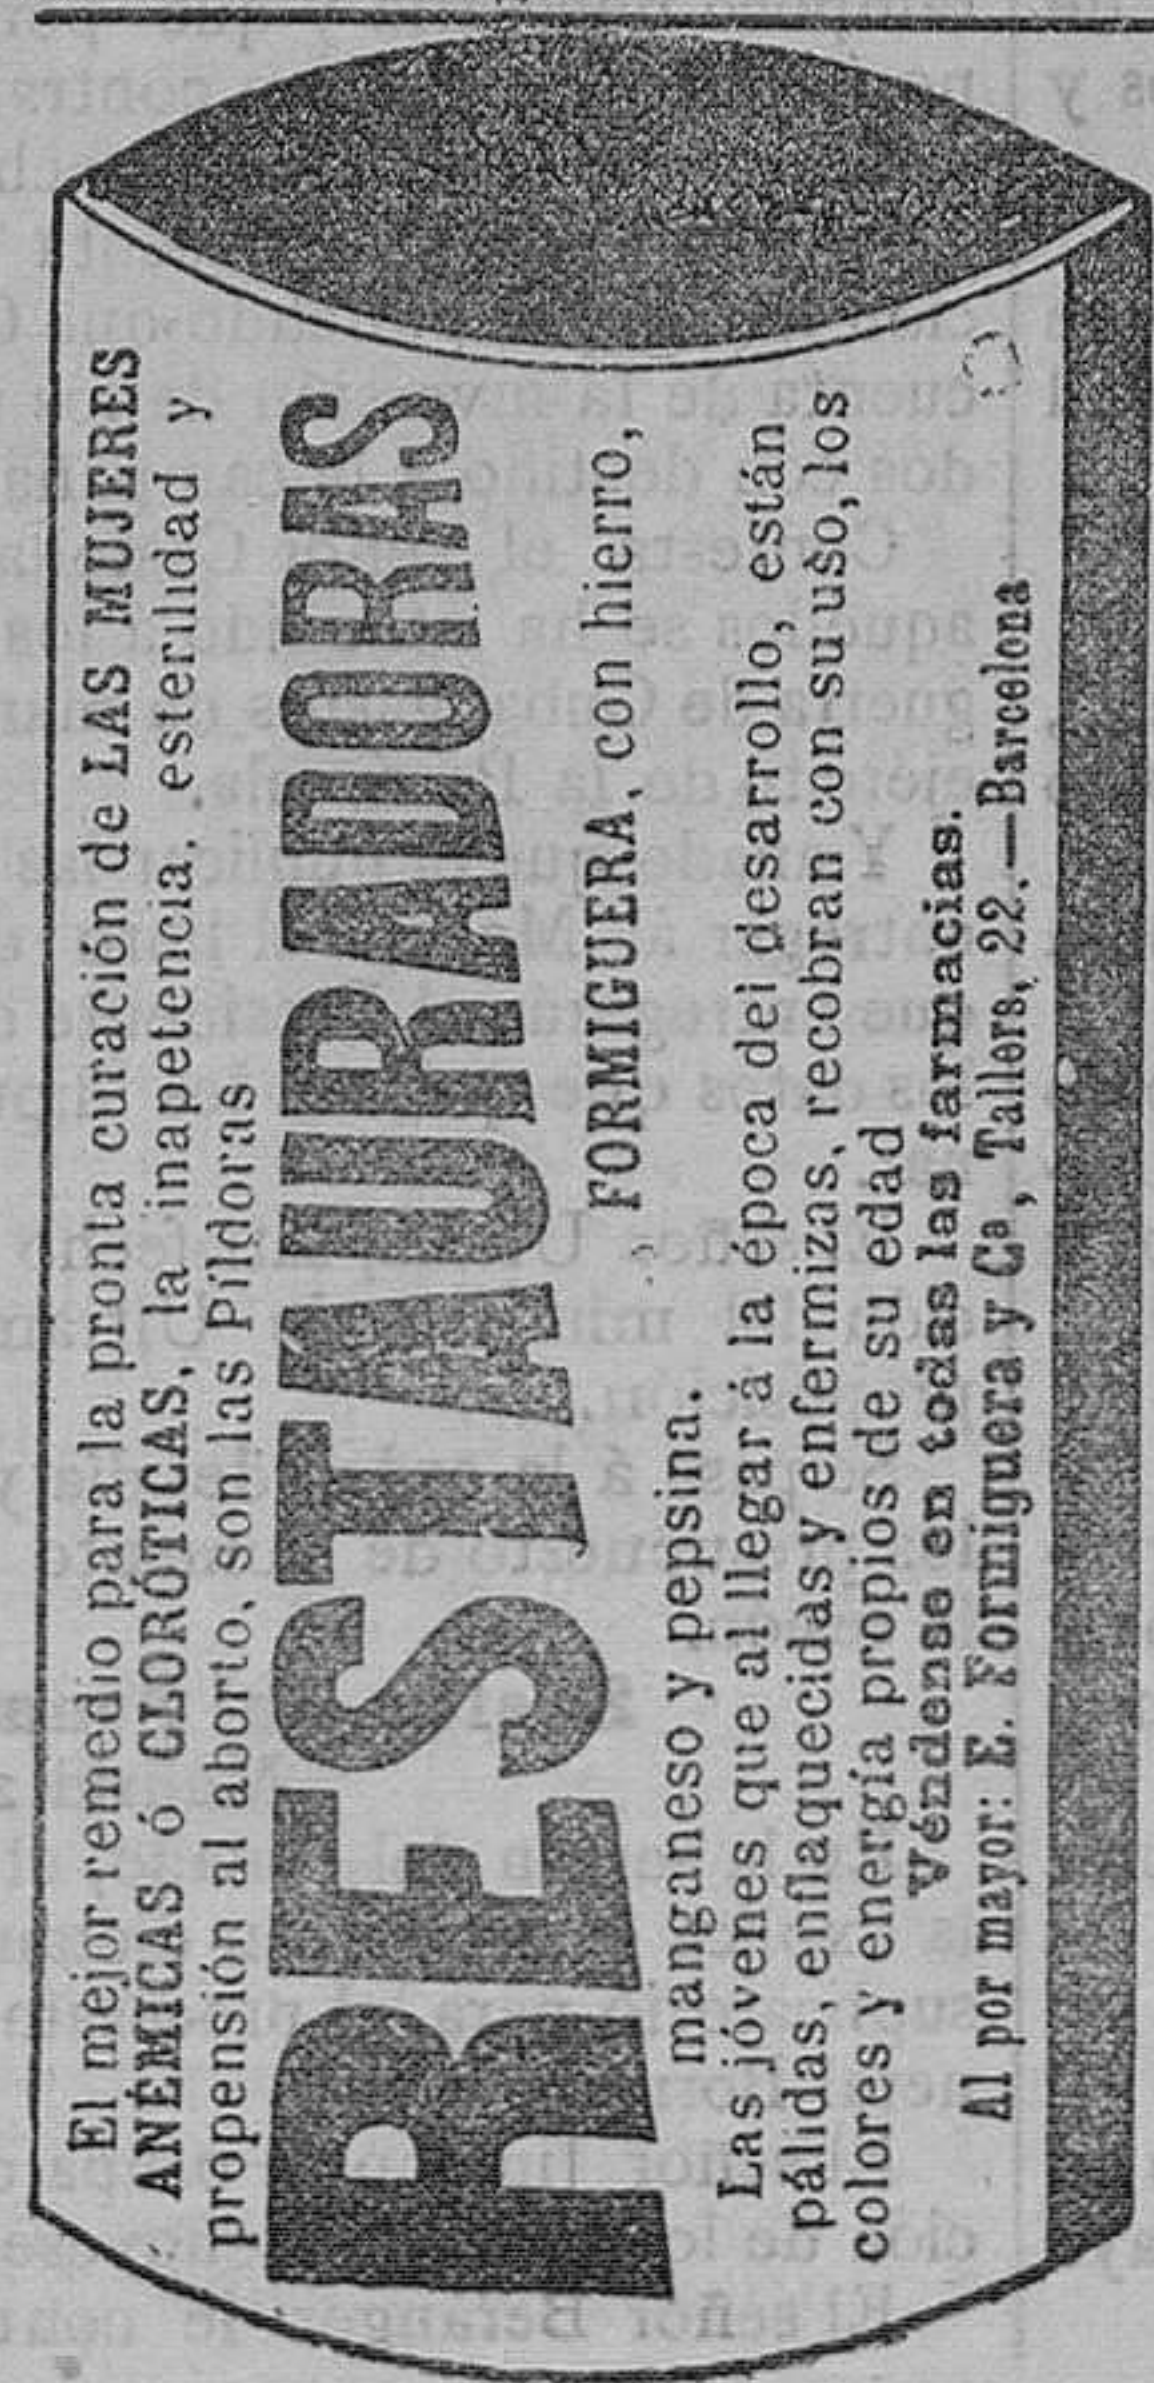 El mejor remedio para la pronta curación de LAS MUJERES
ANÉMICAS ó CLORÓTICAS, la inapetencia, esterilidad y
propensión al aborto, son las Píldoras
RESTAURADORAS
FORMIGUERA, con hierro,
manganeso y pepsina.
Las jóvenes que al llegar á la época del desarrollo, están
pálidas, enflaquecidas y enfermizas, recobran con su uso, los
colores y energía propios de su edad
Véndense en todas las farmacias.
Al por mayor: E. Formiguera y Cª, Tallers, 22.—Barcelona